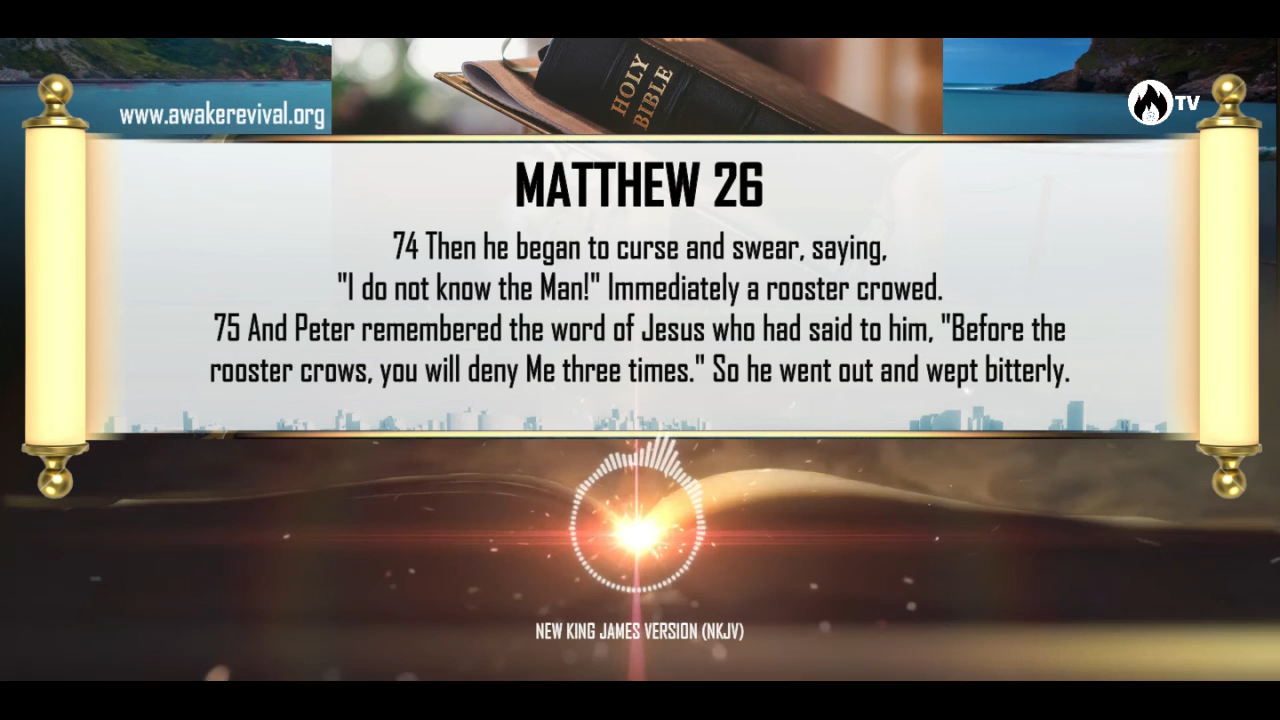 HOLY
BIBLE
www.awakerevival.org
TV
MATTHEW 26
74 Then he began to curse and swear, saying,
"I do not know the Man!" Immediately a rooster crowed.
75 And Peter remembered the word of Jesus who had said to him, "Before the
rooster crows, you will deny Me three times." So he went out and wept bitterly.
NEW KING JAMES VERSION (NKJV)